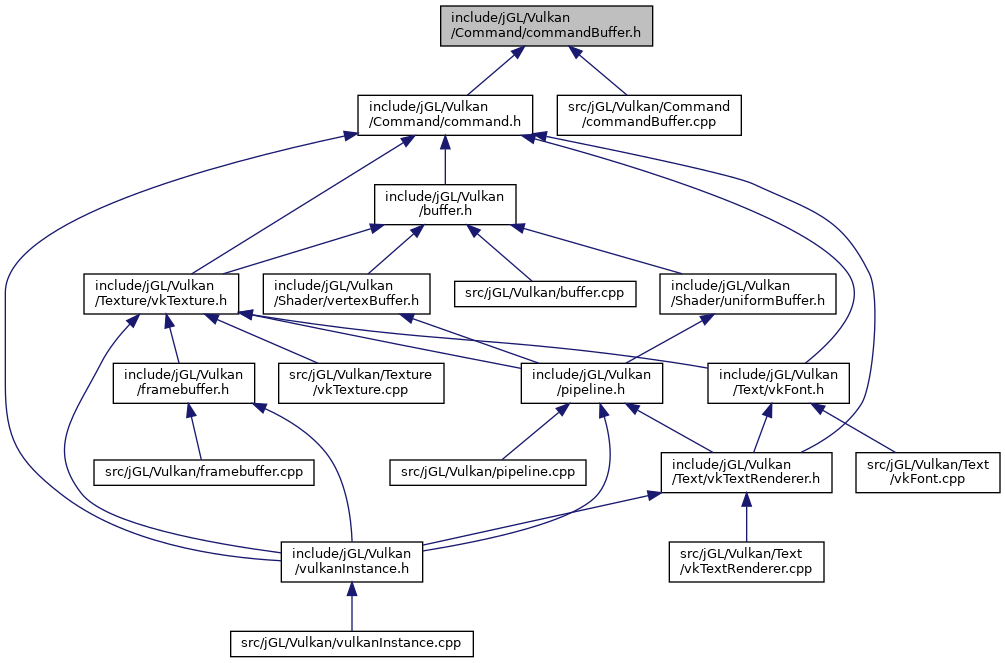 include/jGL/Vulkan
/Command/commandBuffer.h
include/jGL/Vulkan
/Command/command.h
src/jGL/Vulkan/Command
/commandBuffer.cpp
include/jGL/Vulkan
/buffer.h
include/jGL/Vulkan
/Texture/vkTexture.h
include/jGL/Vulkan
/Shader/vertexBuffer.h
src/jGL/Vulkan/buffer.cpp
include/jGL/Vulkan
/Shader/uniformBuffer.h
include/jGL/Vulkan
/framebuffer.h
src/jGL/Vulkan/Texture
/vkTexture.cpp
include/jGL/Vulkan
/pipeline.h
include/jGL/Vulkan
/Text/vkFont.h
src/jGL/Vulkan/framebuffer.cpp
src/jGL/Vulkan/pipeline.cpp
include/jGL/Vulkan
/Text/vkTextRenderer.h
src/jGL/Vulkan/Text
/vkFont.cpp
include/jGL/Vulkan
/vulkanInstance.h
src/jGL/Vulkan/Text
/vkTextRenderer.cpp
src/jGL/Vulkan/vulkanInstance.cpp